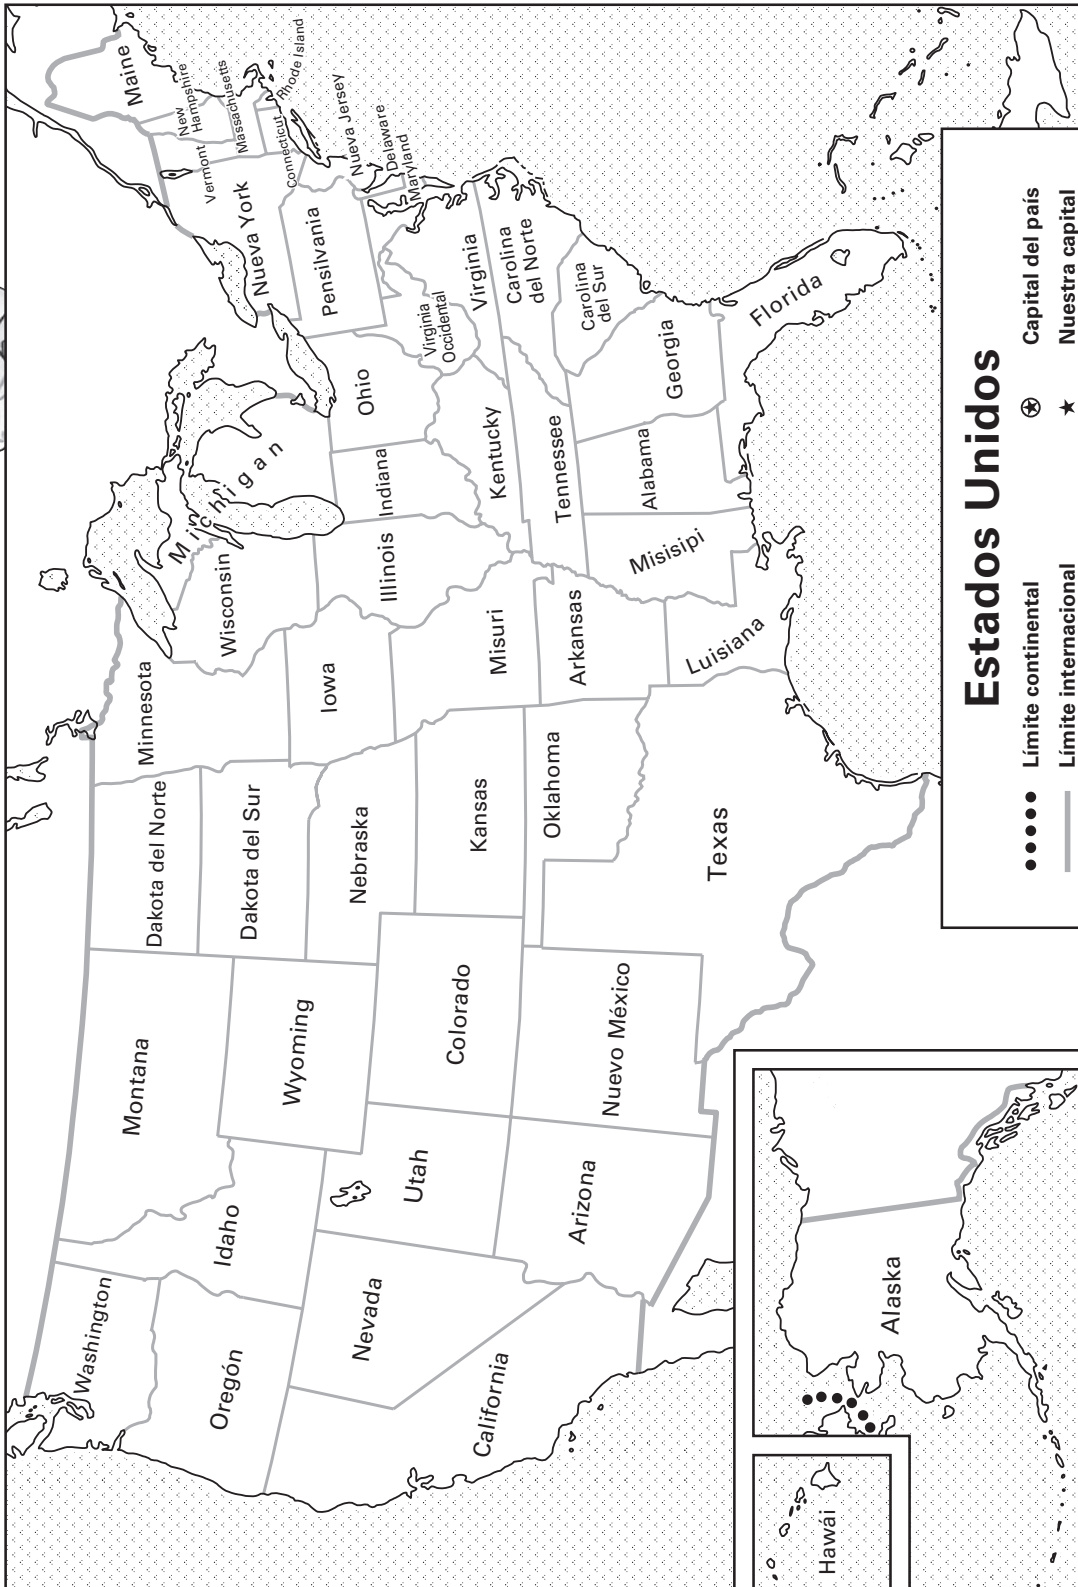 Maine
New
Hampshire
Vermont
Massachusetts
Rhode Island
Connecticut
Nueva York
Nueva Jersey
Pensilvania
Delaware
Maryland
Virginia
Occidental
Virginia
Carolina
del Norte
Carolina
del Sur
Georgia
Florida
Ohio
Michigan
Indiana
Kentucky
Tennessee
Alabama
Misisipi
Illinois
Wisconsin
Minnesota
Iowa
Misuri
Arkansas
Luisiana
Dakota del Norte
Dakota del Sur
Nebraska
Kansas
Oklahoma
Texas
Montana
Wyoming
Colorado
Nuevo México
Idaho
Utah
Arizona
Washington
Oregón
Nevada
California
Alaska
Hawái
Estados Unidos
Límite continental
Capital del país
Límite internacional
Nuestra capital